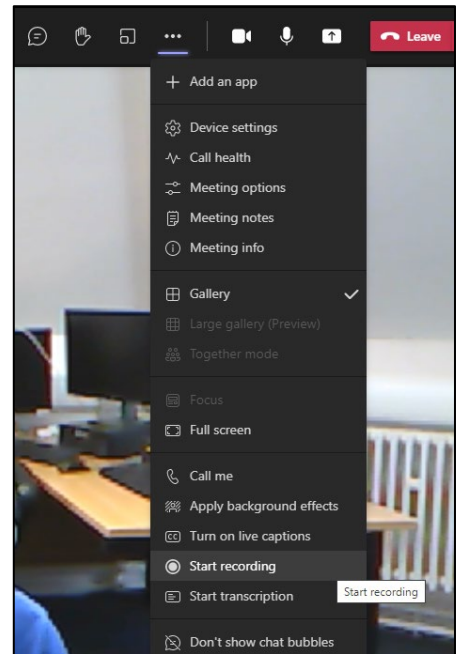 Leave
Add an app
Device settings
Call health
Meeting options
Meeting notes
Meeting info
Gallery
Large gallery (Preview)
Together mode
Focus
Full screen
Call me
Apply background effects
CC Turn on live captions
Start recording
Start recording
Start transcription
Don't show chat bubbles